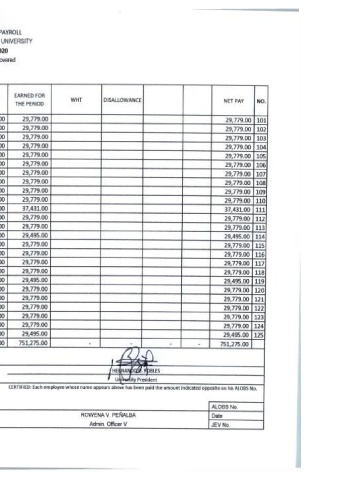 PAYROLL
UNIVERSITY
020
overed
EARNED FOR THE PERIOD WHT DISALLOWANCE NET PAY NO.
00 29,779.00 29,779.00 101
00 29,779.00 29,779.00 102
00 29,779.00 29,779.00 103
00 29,779.00 29,779.00 104
00 29,779.00 29,779.00 105
00 29,779.00 29,779.00 106
00 29,779.00 29,779.00 107
00 29,779.00 29,779.00 108
00 29,779.00 29,779.00 109
00 29,779.00 29,779.00 110
00 37,431.00 37,431.00 111
00 29,779.00 29,779.00 112
00 29,779.00 29,779.00 113
00 29,495.00 29,495.00 114
00 29,779.00 29,779.00 115
00 29,779.00 29,779.00 116
00 29,779.00 29,779.00 117
00 29,779.00 29,779.00 118
00 29,495.00 29,495.00 119
00 29,779.00 29,779.00 120
00 29,779.00 29,779.00 121
00 29,779.00 29,779.00 122
00 29,779.00 29,779.00 123
00 29,779.00 29,779.00 124
00 29,495.00 29,495.00 125
00 751,275.00 - - - - 751,275.00
ROBLES
University President
CERTIFIED: Each employee whose name appears above has been paid the amount indicated opposite on his ALOBS No.
ALOBS No.
ROWENA V. PEÑALBA Date
Admin. Officer V JEV No.